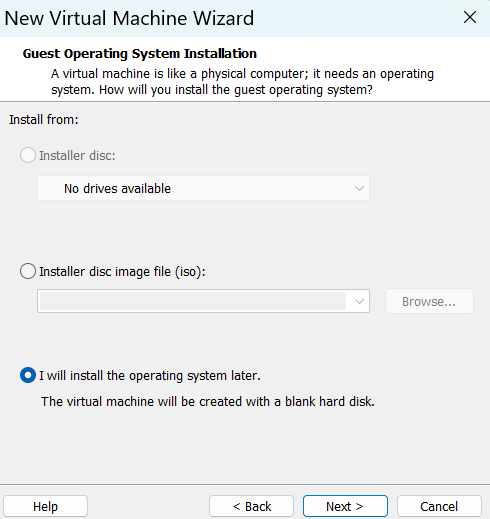 New Virtual Machine Wizard
Guest Operating System Installation
A virtual machine is like a physical computer; it needs an operating
system. How will you install the guest operating system?
Install from:
Installer disc:
No drives available
Installer disc image file (iso):
Browse...
I will install the operating system later.
The virtual machine will be created with a blank hard disk.
Help
< Back
Next >
Cancel